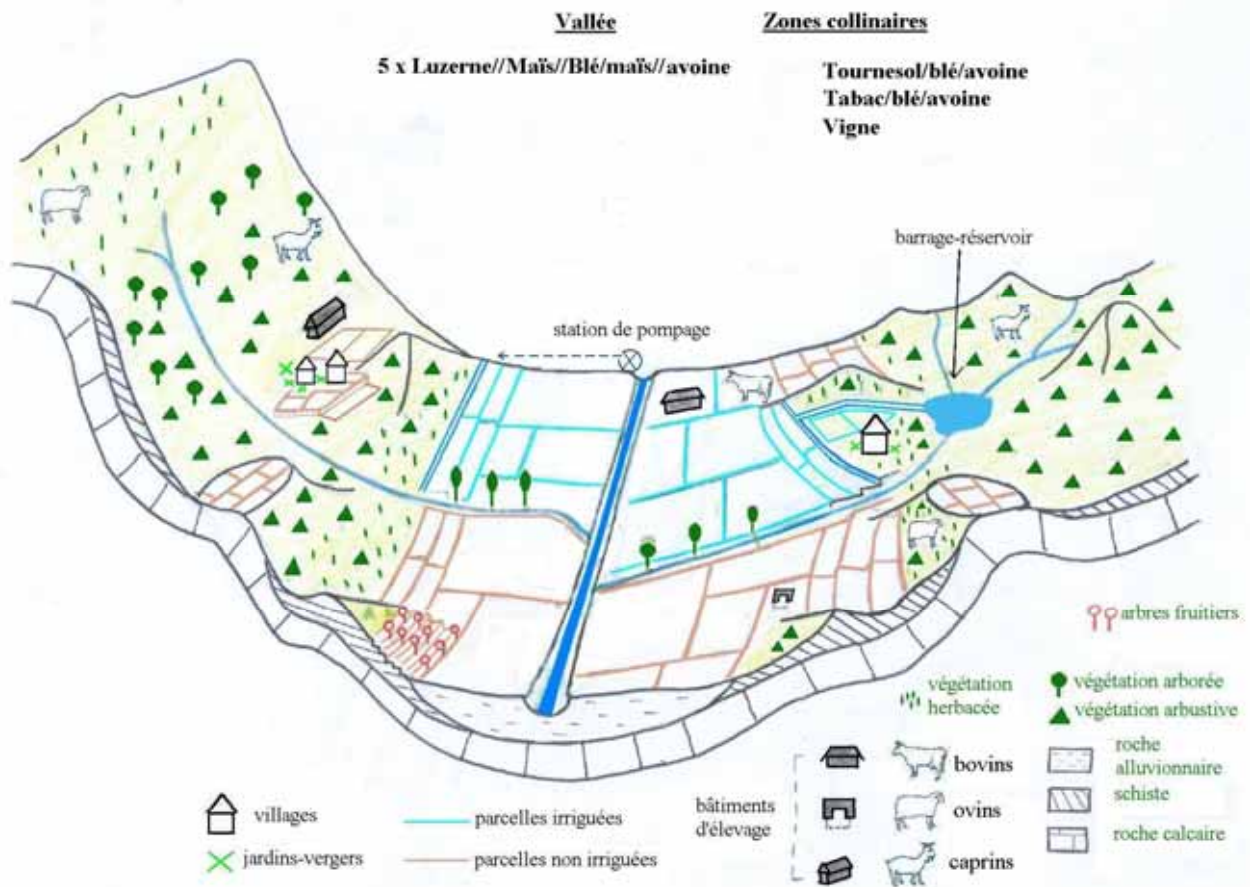 Vallée
Zones collinaires
5 x Luzerne//Maïs//Blé/maïs//avoine
Tournesol/blé/avoine
Tabac/blé/avoine
Vigne
barrage-réservoir
station de pompage
arbres fruitiers
végétation
herbacée
végétation arborée
végétation arbustive
roche
alluvionnaire
schiste
roche calcaire
bâtiments
d'élevage
bovins
ovins
caprins
villages
jardins-vergers
parcelles irriguées
parcelles non irriguées